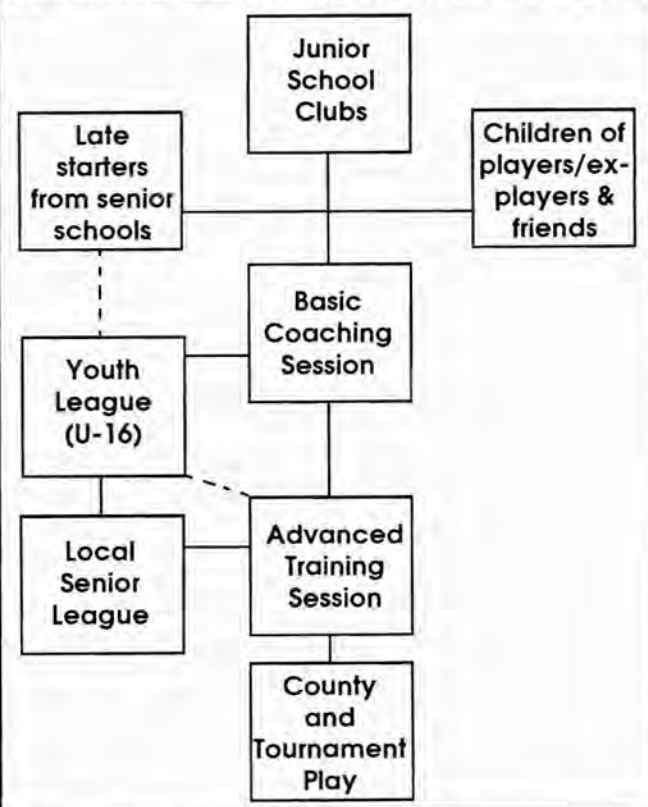 Junior
School
Clubs
Late
starters
from senior
schools
Children of
players/ex-
players &
friends
Basic
Coaching
Session
Youth
League
(U-16)
Advanced
Training
Session
Local
Senior
League
County
and
Tournament
Play